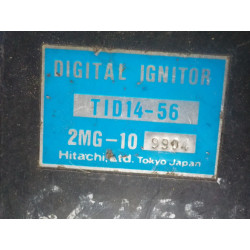 DIGITAL IGNITOR
TID14-56
2MG-10 9904
Hitachi, Ltd. Tokyo Japan